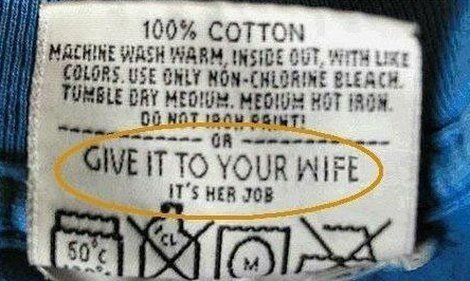 100% COTTON
MACHINE WASH WARM, INSIDE OUT, WITH LIKE
COLORS. USE ONLY NON-CHLORINE BLEACH.
TUMBLE DRY MEDIUM. MEDIUM HOT IRON.
DO NOT IRON PRINT!
OR
GIVE IT TO YOUR WIFE
IT'S HER JOB
50°c CL M